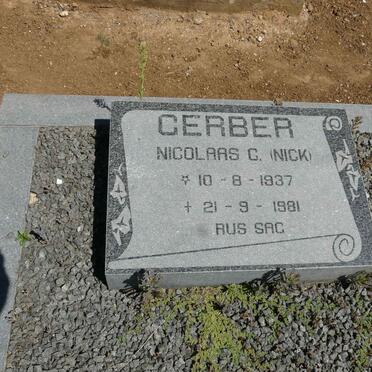 GERBER
NICOLAAS G. (NICK)
* 10 - 8 - 1937
+ 21 - 9 - 1981
RUS SAG